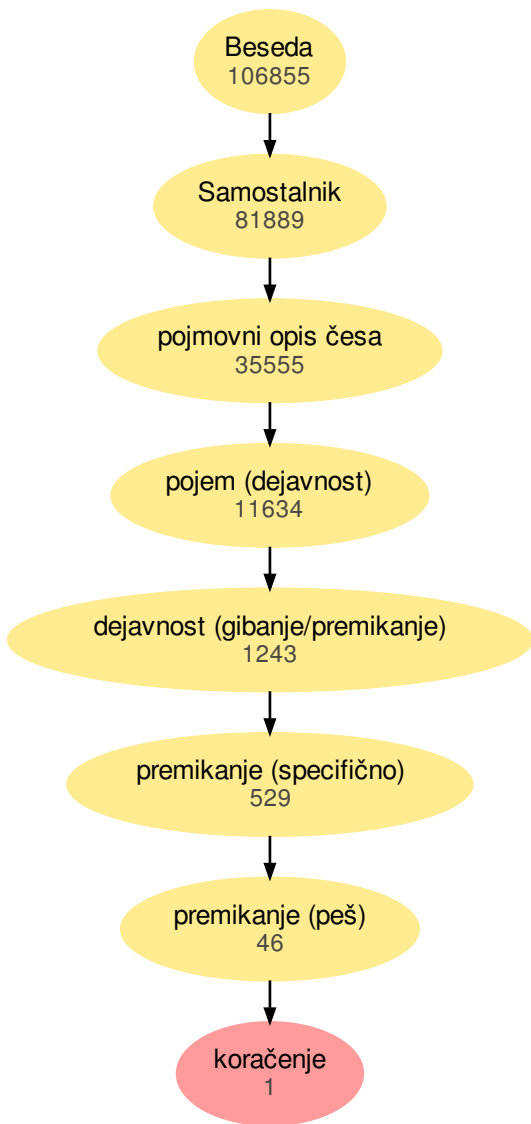 Beseda
106855
Samostalnik
81889
pojmovni opis česa
35555
pojem (dejavnost)
11634
dejavnost (gibanje/premikanje)
1243
premikanje (specifično)
529
premikanje (peš)
46
koračenje
1